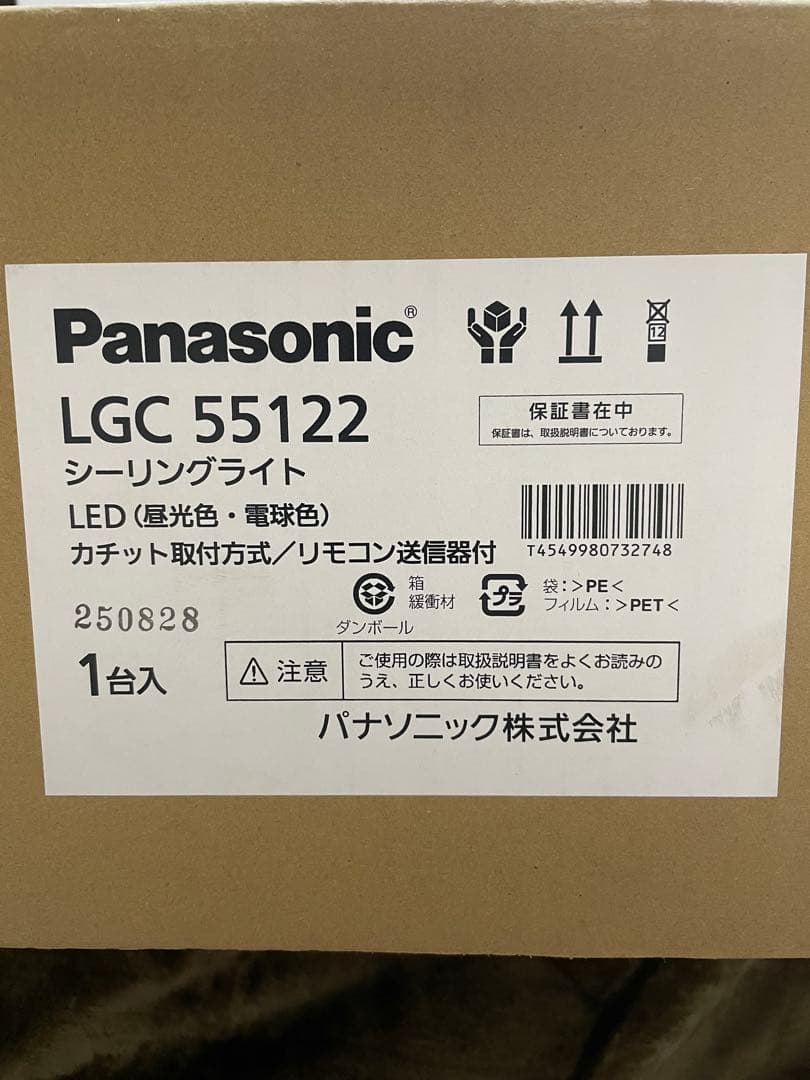 Panasonic®
LGC 55122
シーリングライト
LED（昼光色・電球色）
カチット取付方式／リモコン送信器付
250828
1台入
12
保証書在中
保証書は、取扱説明書についております。
T4549980732748
箱
緩衝材
ダンボール
プラ
袋：＞PE＜
フィルム：＞PET＜
注意
ご使用の際は取扱説明書をよくお読みの
うえ、正しくお使いください。
パナソニック株式会社